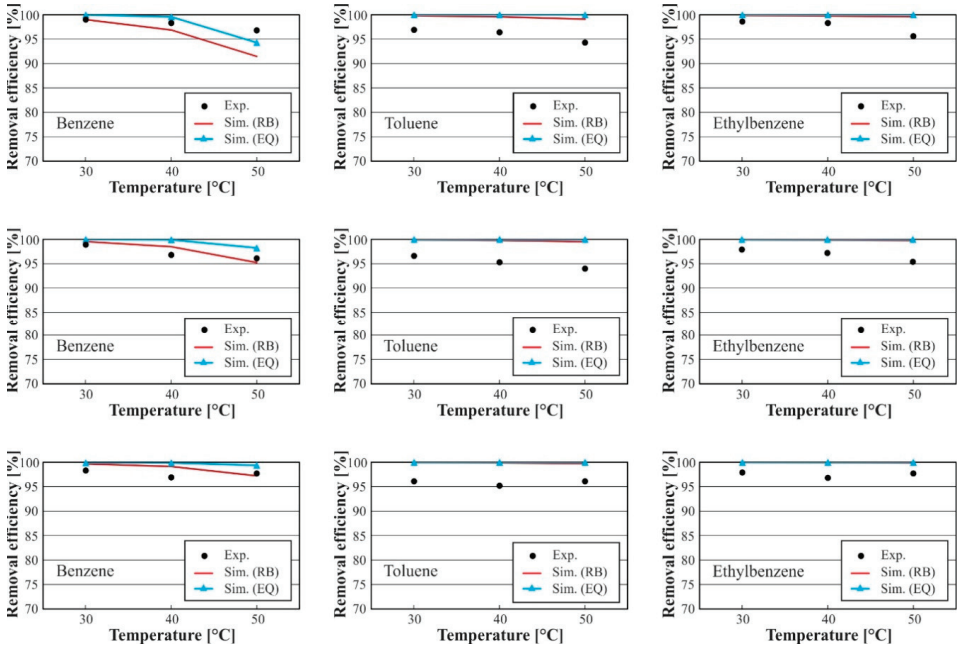 Removal efficiency [%]
100
95
90
85
80
75
70
Benzene
Exp.
Sim. (RB)
Sim. (EQ)
30
40
50
Temperature [°C]
Removal efficiency [%]
100
95
90
85
80
75
70
Toluene
Exp.
Sim. (RB)
Sim. (EQ)
30
40
50
Temperature [°C]
Removal efficiency [%]
100
95
90
85
80
75
70
Ethylbenzene
Exp.
Sim. (RB)
Sim. (EQ)
30
40
50
Temperature [°C]
Removal efficiency [%]
100
95
90
85
80
75
70
Benzene
Exp.
Sim. (RB)
Sim. (EQ)
30
40
50
Temperature [°C]
Removal efficiency [%]
100
95
90
85
80
75
70
Toluene
Exp.
Sim. (RB)
Sim. (EQ)
30
40
50
Temperature [°C]
Removal efficiency [%]
100
95
90
85
80
75
70
Ethylbenzene
Exp.
Sim. (RB)
Sim. (EQ)
30
40
50
Temperature [°C]
Removal efficiency [%]
100
95
90
85
80
75
70
Benzene
Exp.
Sim. (RB)
Sim. (EQ)
30
40
50
Temperature [°C]
Removal efficiency [%]
100
95
90
85
80
75
70
Toluene
Exp.
Sim. (RB)
Sim. (EQ)
30
40
50
Temperature [°C]
Removal efficiency [%]
100
95
90
85
80
75
70
Ethylbenzene
Exp.
Sim. (RB)
Sim. (EQ)
30
40
50
Temperature [°C]